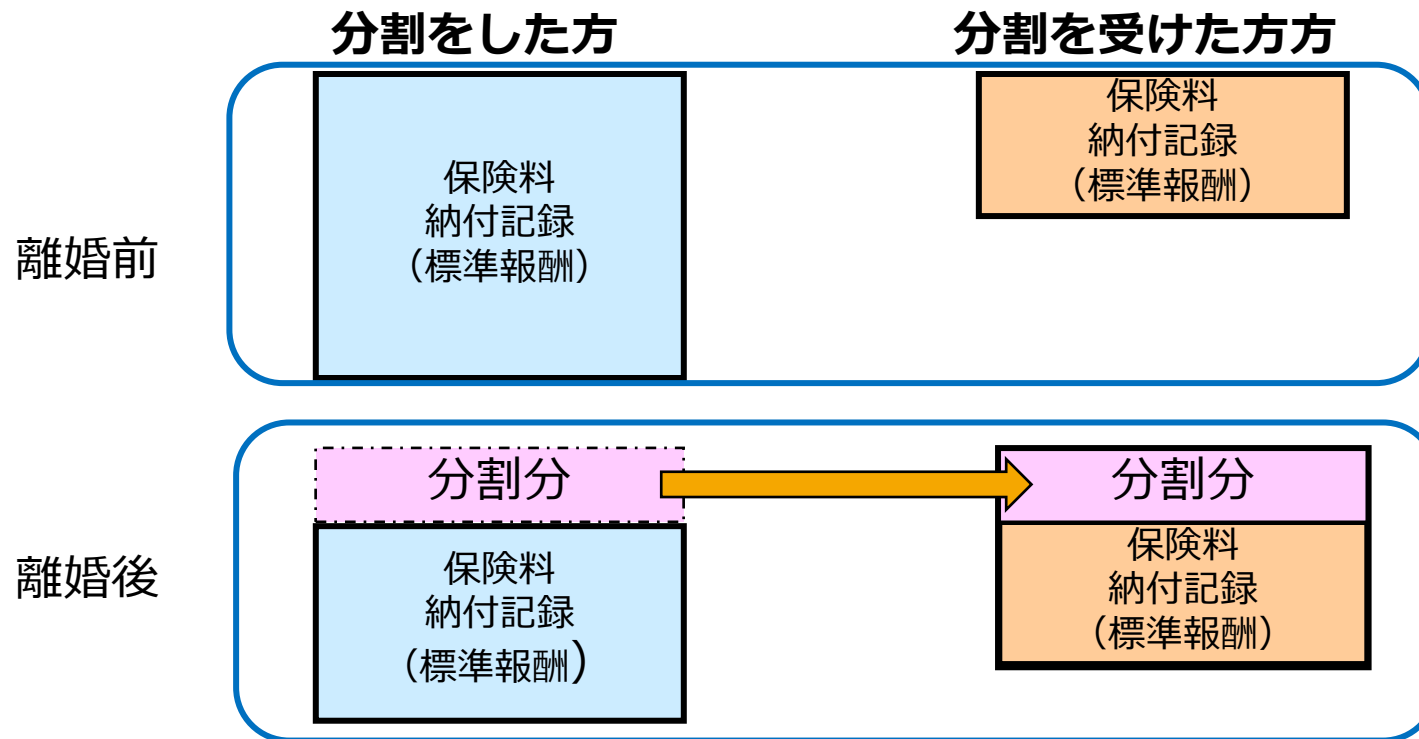 分割をした方
分割を受けた方方
離婚前
保険料
納付記録
（標準報酬）
保険料
納付記録
（標準報酬）
離婚後
分割分
保険料
納付記録
（標準報酬）
分割分
保険料
納付記録
（標準報酬）